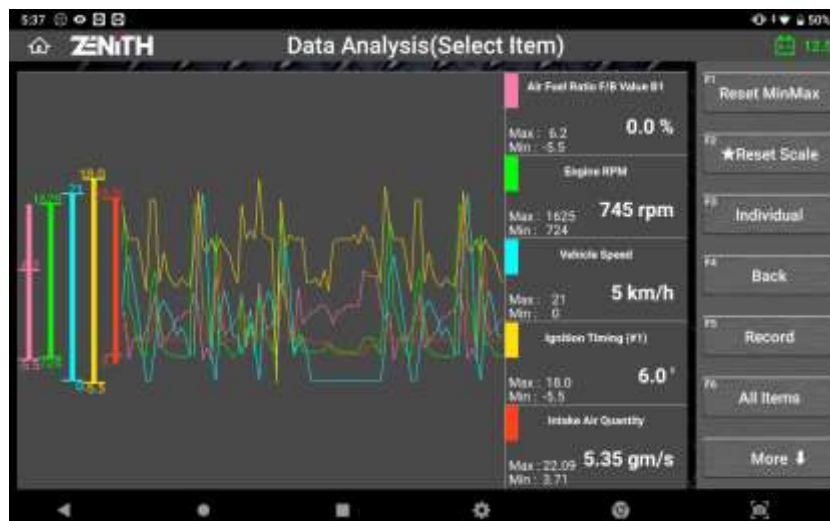 5:37
50%
ZENITH
Data Analysis(Select Item)
12.5
Air Fuel Ratio F/B Value B1
Max : 6.2
0.0 %
Min : -5.5
Engine RPM
Max : 1625
745 rpm
Min : 724
Vehicle Speed
Max : 21
5 km/h
Min : 0
Ignition Timing (#1)
Max : 18.0
6.0 °
Min : -5.5
Intake Air Quantity
Max : 22.09
5.35 gm/s
Min : 3.71
18.0
21
F1
Reset MinMax
F2
★Reset Scale
F3
Individual
F4
Back
F5
Record
F6
All Items
More ⬇